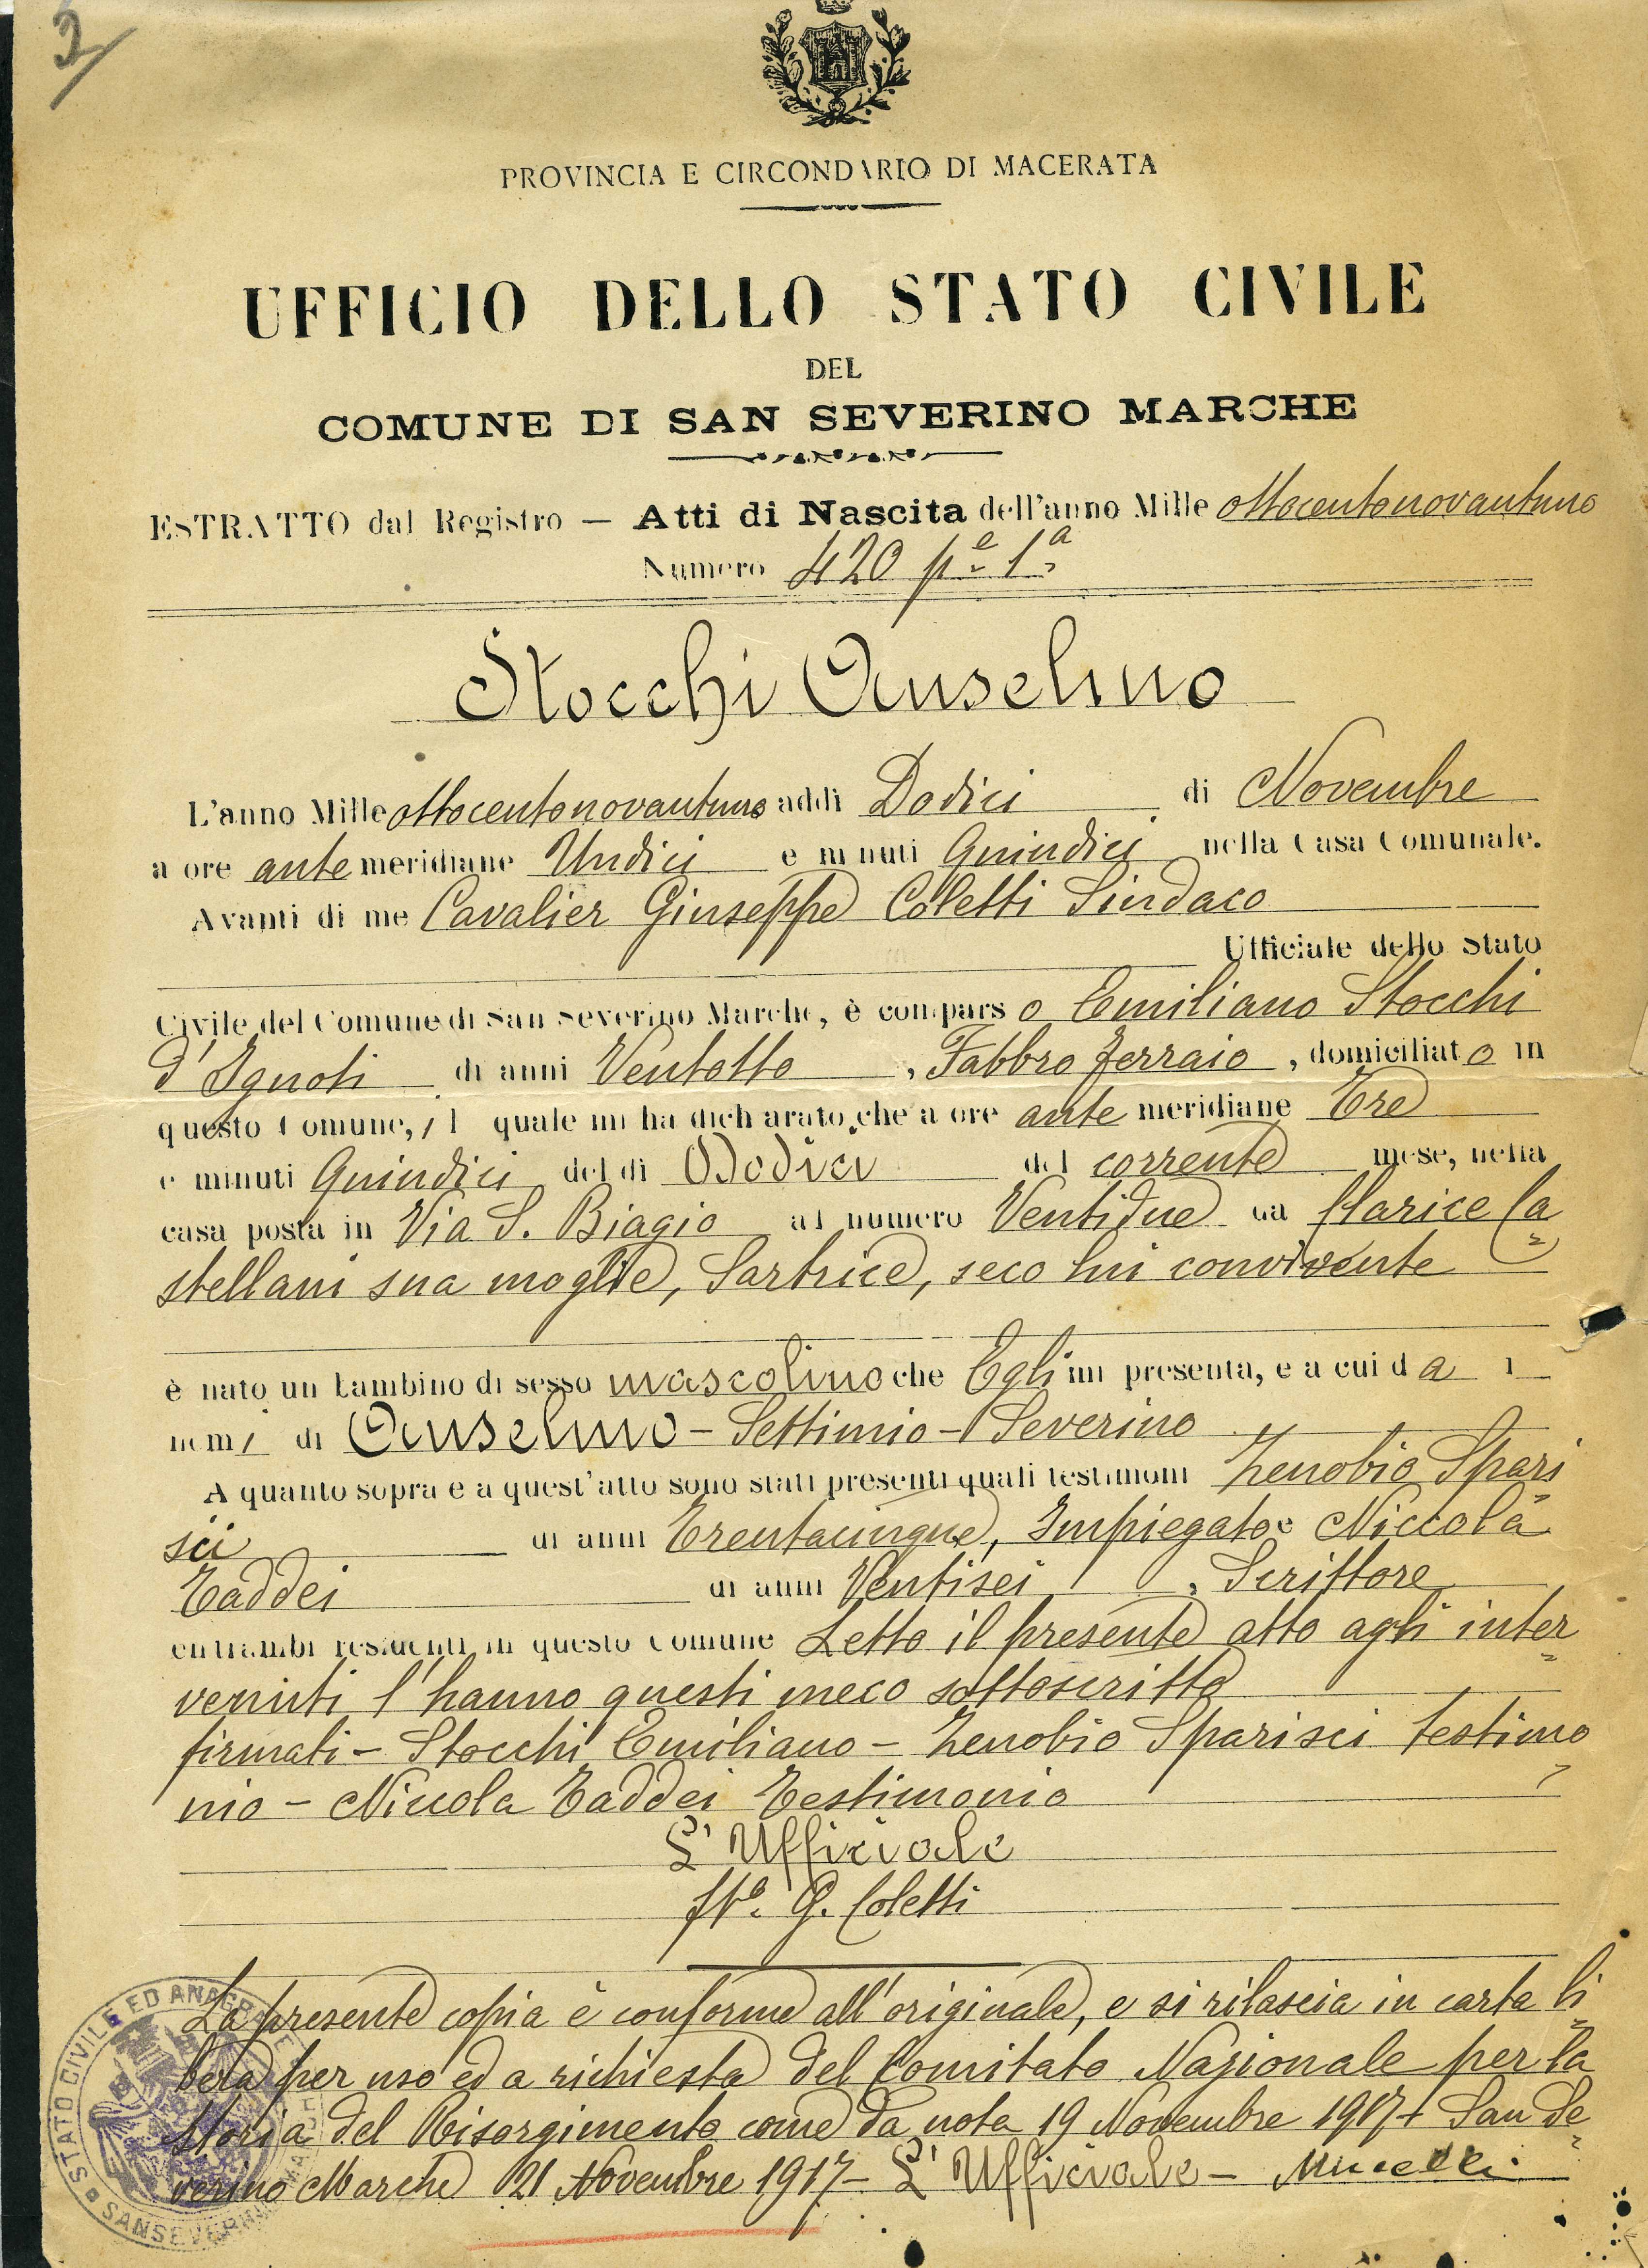 2
PROVINCIA E CIRCONDARIO DI MACERATA
UFFICIO DELLO STATO CIVILE
DEL
COMUNE DI SAN SEVERINO MARCHE
ESTRATTO dal Registro — Atti di Nascita dell'anno Mille ottocentonovantuno
Numero 420 pe 1a
Stocchi Anselmo
L'anno Mille ottocentonovantuno addì Dodici di Novembre
a ore ante meridiane Undici e minuti Quindici nella Casa Comunale.
Avanti di me Cavalier Giuseppe Coletti Sindaco
Ufficiale dello Stato
Civile del Comune di San Severino Marche, è comparso Emiliano Stocchi
d'Ignoti di anni Ventotto, Fabbro ferraio, domiciliato in
questo Comune, il quale mi ha dichiarato, che a ore ante meridiane Tre
e minuti Quindici del dì Dodici del corrente mese, nella
casa posta in Via S. Biagio al numero Ventidue da Clarice Ca
stellani sua moglie, Sartrice, seco lui convivente
è nato un bambino di sesso mascolino che Egli mi presenta, e a cui dà i
nomi di Anselmo - Settimio - Severino
A quanto sopra e a quest'atto sono stati presenti quali testimoni Zenobio Spari
sci di anni Trentacinque, Impiegato e Niccola
Taddei di anni Ventisei, Scrittore
entrambi residenti in questo Comune Letto il presente atto agli inter
venuti l'hanno questi meco sottoscritto
firmati - Stocchi Emiliano - Zenobio Sparisci testimo
nio - Niccola Taddei Testimonio
L'Ufficiale
Fto. G. Coletti
La presente copia è conforme all'originale, e si rilascia in carta li
bera per uso ed a richiesta del Comitato Nazionale per la
storia del Risorgimento come da nota 19 Novembre 1917 San Se
verino Marche 21 Novembre 1917 - L'Ufficiale -
STATO CIVILE ED ANAGRAFE